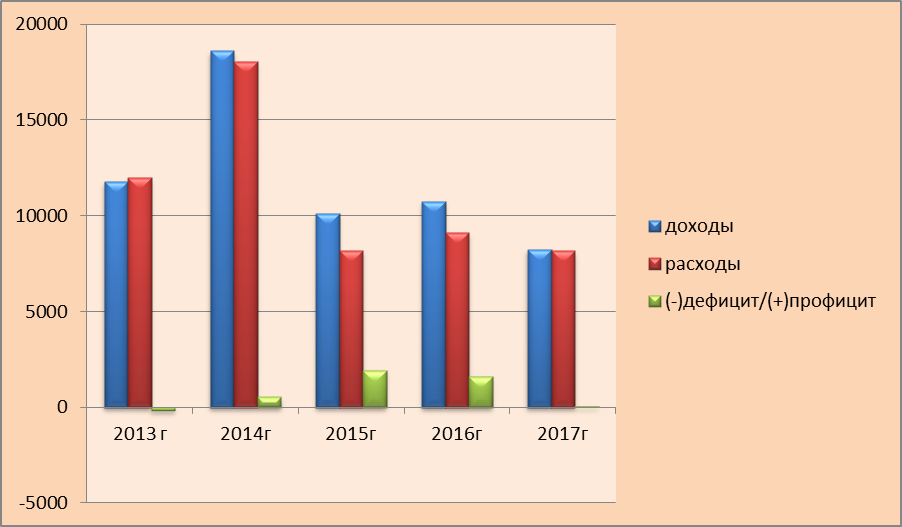 20000
15000
10000
5000
0
-5000
2013 г
2014г
2015г
2016г
2017г
доходы
расходы
(-)дефицит/(+)профицит